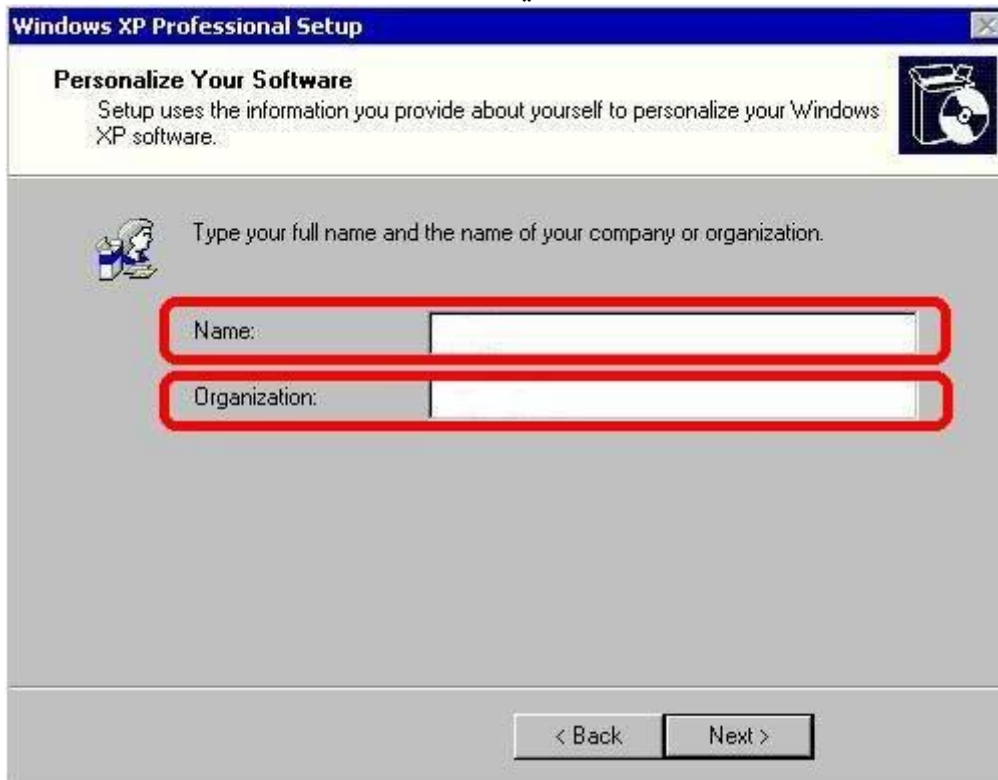 Windows XP Professional Setup
Personalize Your Software
Setup uses the information you provide about yourself to personalize your Windows
XP software.
Type your full name and the name of your company or organization.
Name:
Organization:
< Back Next >